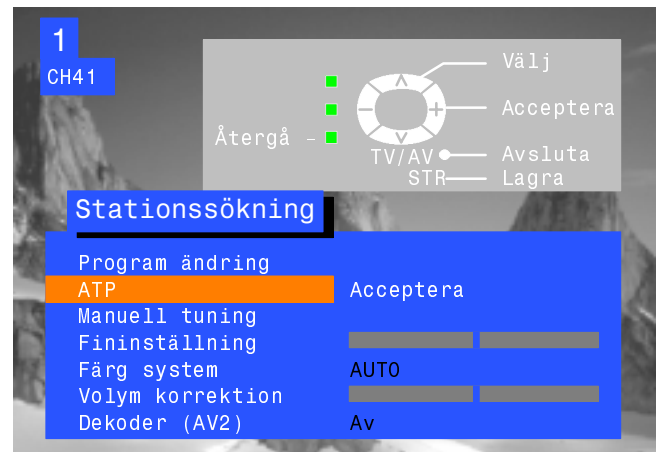 1
CH41
Välj
Acceptera
Återgå
TV/AV Avsluta
STR Lagra
Stationssökning
Program ändring
ATP Acceptera
Manuell tuning
Fininställning
Färg system AUTO
Volym korrektion
Dekoder (AV2) Av